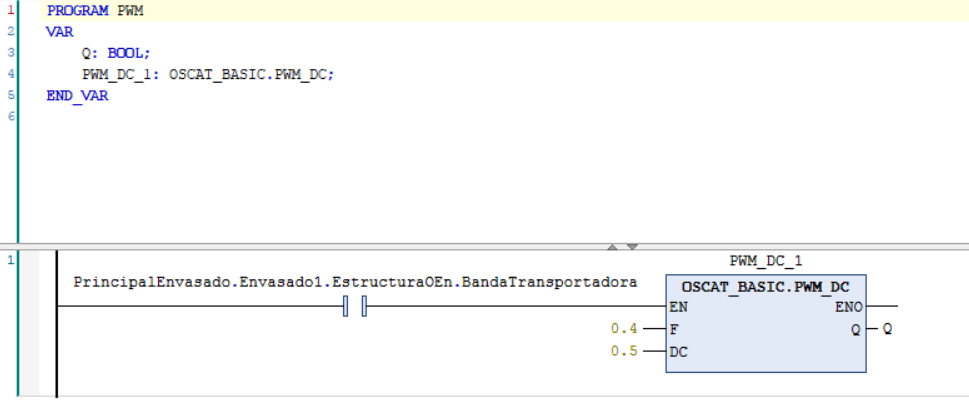 1 PROGRAM PWM
2 VAR
3 Q: BOOL;
4 PWM_DC_1: OSCAT_BASIC.PWM_DC;
5 END_VAR
6
1 PWM_DC_1
PrincipalEnvasado.Envasado1.EstructuraOEn.BandaTransportadora OSCAT_BASIC.PWM_DC
EN ENO
0.4 F Q Q
0.5 DC